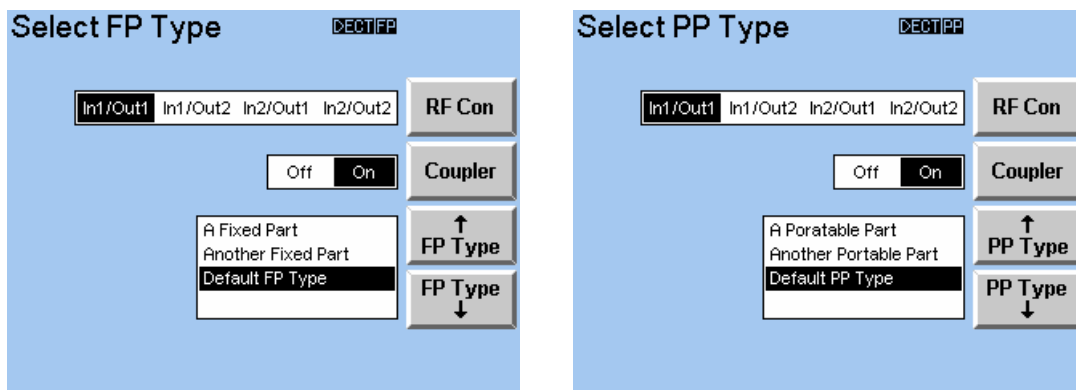 Select FP Type DECT FP
In1/Out1 In1/Out2 In2/Out1 In2/Out2 RF Con
Off On Coupler
A Fixed Part
Another Fixed Part
Default FP Type
↑
FP Type
FP Type
↓
Select PP Type DECT PP
In1/Out1 In1/Out2 In2/Out1 In2/Out2 RF Con
Off On Coupler
A Poratable Part
Another Portable Part
Default PP Type
↑
PP Type
PP Type
↓